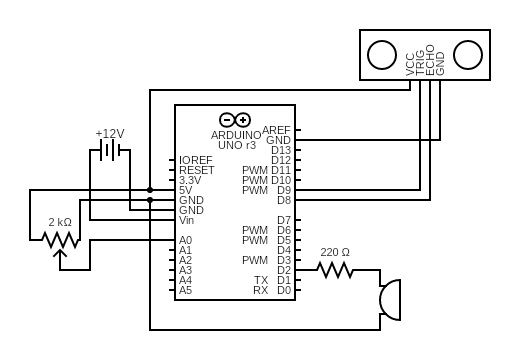 VCC
TRIG
ECHO
GND
+12V
ARDUINO
UNO r3
AREF
GND
D13
IOREF
D12
RESET
PWM D11
3.3V
PWM D10
5V
PWM D9
GND
D8
GND
Vin
D7
2 kΩ
PWM D6
A0
PWM D5
A1
D4
A2
PWM D3
220 Ω
A3
D2
A4
TX D1
A5
RX D0